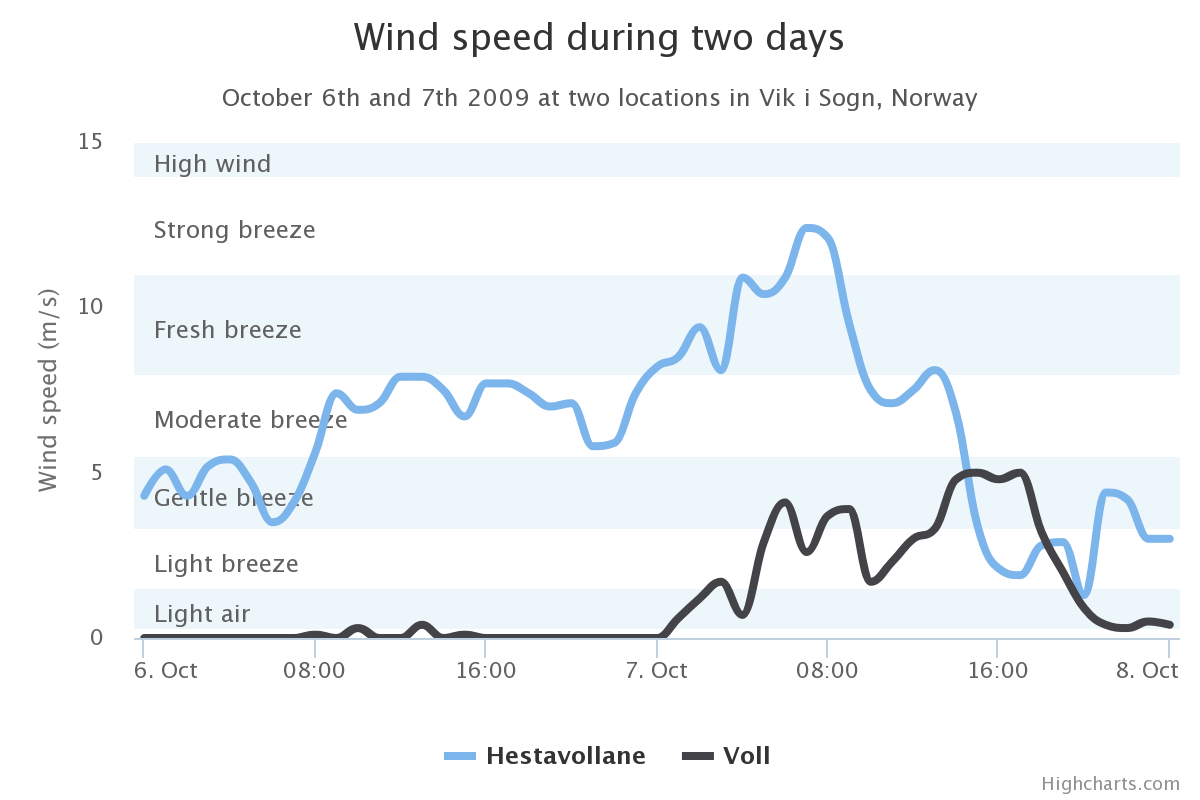 Wind speed during two days
October 6th and 7th 2009 at two locations in Vik i Sogn, Norway
Wind speed (m/s)
15
10
5
0
High wind
Strong breeze
Fresh breeze
Moderate breeze
Gentle breeze
Light breeze
Light air
6. Oct 08:00 16:00 7. Oct 08:00 16:00 8. Oct
Hestavollane Voll
Highcharts.com